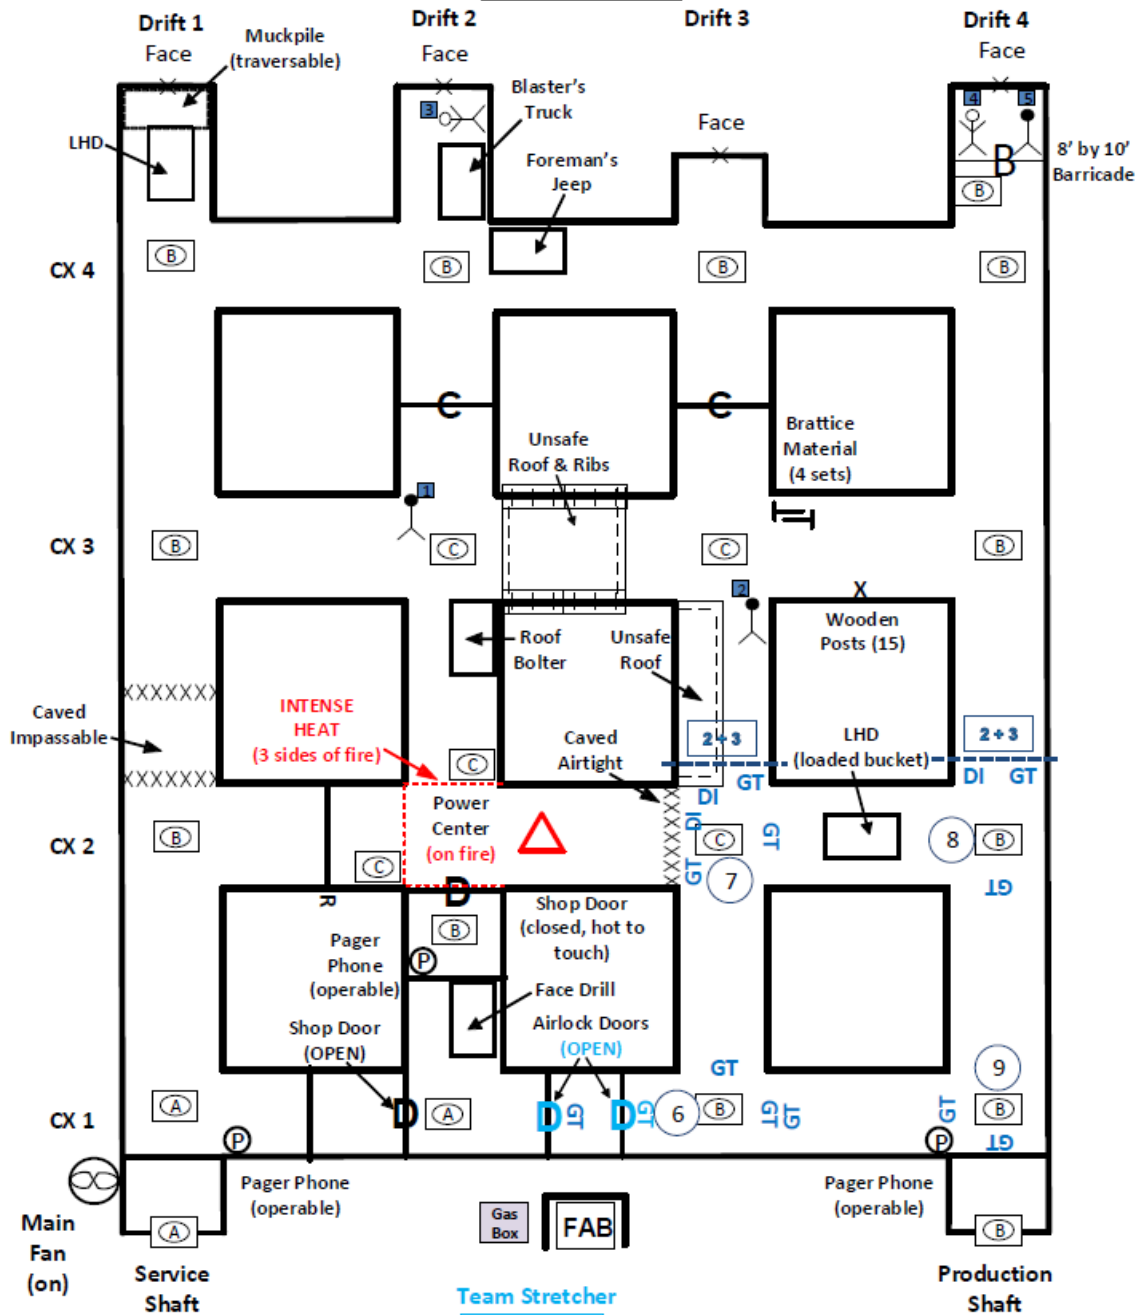 Drift 1
Drift 2
Drift 3
Drift 4
Face
Muckpile
(traversable)
Face
Face
Face
LHD
Blaster's
Truck
Foreman's
Jeep
3
4
5
B
8' by 10'
Barricade
B
CX 4
B
B
B
B
C
C
Unsafe
Roof & Ribs
Brattice
Material
(4 sets)
1
CX 3
B
C
C
B
2
X
Roof
Bolter
Unsafe
Roof
Wooden
Posts (15)
Caved
Impassable
INTENSE
HEAT
(3 sides of fire)
Caved
Airtight
2 + 3
LHD
(loaded bucket)
2 + 3
C
GT
DI
DI
GT
CX 2
B
Power
Center
(on fire)
DI
C
GT
8
B
C
GT
7
GT
D
R
B
Shop Door
(closed, hot to
touch)
Pager
Phone
(operable)
P
Face Drill
Shop Door
(OPEN)
Airlock Doors
(OPEN)
GT
9
CX 1
A
D
A
D
GT
D
GT
6
B
GT
GT
GT
B
P
P
GT
Pager Phone
(operable)
Pager Phone
(operable)
Main
Fan
(on)
A
Gas
Box
FAB
B
Service
Shaft
Team Stretcher
Production
Shaft